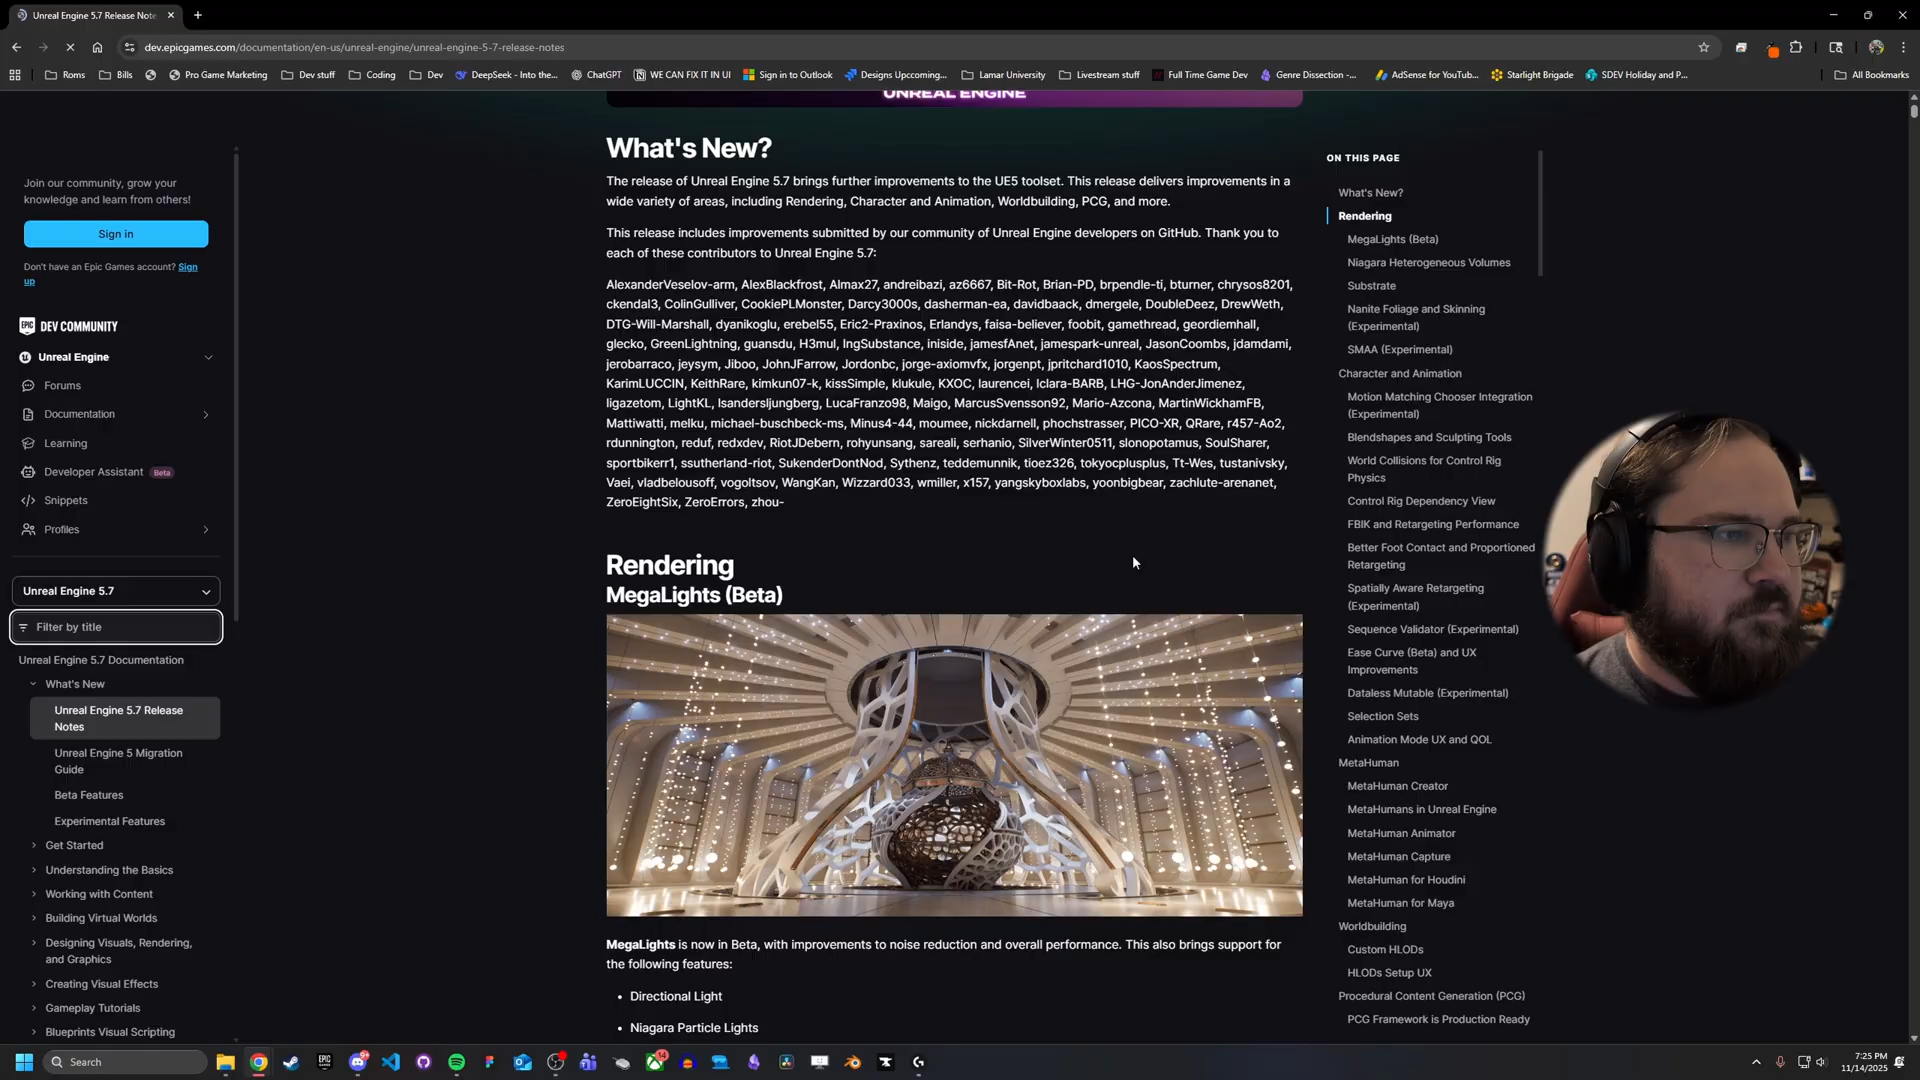 Unreal Engine 5.7 Release Note
dev.epicgames.com/documentation/en-us/unreal-engine/unreal-engine-5-7-release-notes
Roms
Bills
Pro Game Marketing
Dev stuff
Coding
Dev
DeepSeek - Into the...
ChatGPT
WE CAN FIX IT IN UI
Sign in to Outlook
Designs Upccoming...
Lamar University
Livestream stuff
Full Time Game Dev
Genre Dissection -...
AdSense for YouTub...
Starlight Brigade
SDEV Holiday and P...
All Bookmarks
Join our community, grow your
knowledge and learn from others!
Sign in
Don't have an Epic Games account? Sign
up
EPIC DEV COMMUNITY
Unreal Engine
Forums
Documentation
Learning
Developer Assistant Beta
Snippets
Profiles
Unreal Engine 5.7
Filter by title
Unreal Engine 5.7 Documentation
What's New
Unreal Engine 5.7 Release
Notes
Unreal Engine 5 Migration
Guide
Beta Features
Experimental Features
Get Started
Understanding the Basics
Working with Content
Building Virtual Worlds
Designing Visuals, Rendering,
and Graphics
Creating Visual Effects
Gameplay Tutorials
Blueprints Visual Scripting
UNREAL ENGINE
What's New?
The release of Unreal Engine 5.7 brings further improvements to the UE5 toolset. This release delivers improvements in a
wide variety of areas, including Rendering, Character and Animation, Worldbuilding, PCG, and more.
This release includes improvements submitted by our community of Unreal Engine developers on GitHub. Thank you to
each of these contributors to Unreal Engine 5.7:
AlexanderVeselov-arm, AlexBlackfrost, Almax27, andreibazi, az6667, Bit-Rot, Brian-PD, brpendle-ti, bturner, chrysos8201,
ckendal3, ColinGulliver, CookiePLMonster, Darcy3000s, dasherman-ea, davidbaack, dmergele, DoubleDeez, DrewWeth,
DTG-Will-Marshall, dyanikoglu, erebel55, Eric2-Praxinos, Erlandys, faisa-believer, foobit, gamethread, geordiemhall,
glecko, GreenLightning, guansdu, H3mul, IngSubstance, iniside, jamesfAnet, jamespark-unreal, JasonCoombs, jdamdami,
jerobarraco, jeysym, Jiboo, JohnJFarrow, Jordonbc, jorge-axiomvfx, jorgenpt, jpritchard1010, KaosSpectrum,
KarimLUCCIN, KeithRare, kimkun07-k, kissSimple, klukule, KXOC, laurencei, lclara-BARB, LHG-JonAnderJimenez,
ligazetom, LightKL, lsandersljungberg, LucaFranzo98, Maigo, MarcusSvensson92, Mario-Azcona, MartinWickhamFB,
Mattiwatti, melku, michael-buschbeck-ms, Minus4-44, moumee, nickdarnell, phochstrasser, PICO-XR, QRare, r457-Ao2,
rdunnington, reduf, redxdev, RiotJDebern, rohyunsang, sareali, serhanio, SilverWinter0511, slonopotamus, SoulSharer,
sportbikerr1, ssutherland-riot, SukenderDontNod, Sythenz, teddemunnik, tioez326, tokyocplusplus, Tt-Wes, tustanivsky,
Vaei, vladbelousoff, vogoltsov, WangKan, Wizzard033, wmiller, x157, yangskyboxlabs, yoonbigbear, zachlute-arenanet,
ZeroEightSix, ZeroErrors, zhou-
Rendering
MegaLights (Beta)
MegaLights is now in Beta, with improvements to noise reduction and overall performance. This also brings support for
the following features:
• Directional Light
• Niagara Particle Lights
ON THIS PAGE
What's New?
Rendering
MegaLights (Beta)
Niagara Heterogeneous Volumes
Substrate
Nanite Foliage and Skinning
(Experimental)
SMAA (Experimental)
Character and Animation
Motion Matching Chooser Integration
(Experimental)
Blendshapes and Sculpting Tools
World Collisions for Control Rig
Physics
Control Rig Dependency View
FBIK and Retargeting Performance
Better Foot Contact and Proportioned
Retargeting
Spatially Aware Retargeting
(Experimental)
Sequence Validator (Experimental)
Ease Curve (Beta) and UX
Improvements
Dataless Mutable (Experimental)
Selection Sets
Animation Mode UX and QOL
MetaHuman
MetaHuman Creator
MetaHumans in Unreal Engine
MetaHuman Animator
MetaHuman Capture
MetaHuman for Houdini
MetaHuman for Maya
Worldbuilding
Custom HLODs
HLODs Setup UX
Procedural Content Generation (PCG)
PCG Framework is Production Ready
Search
14
7:25 PM
11/14/2025